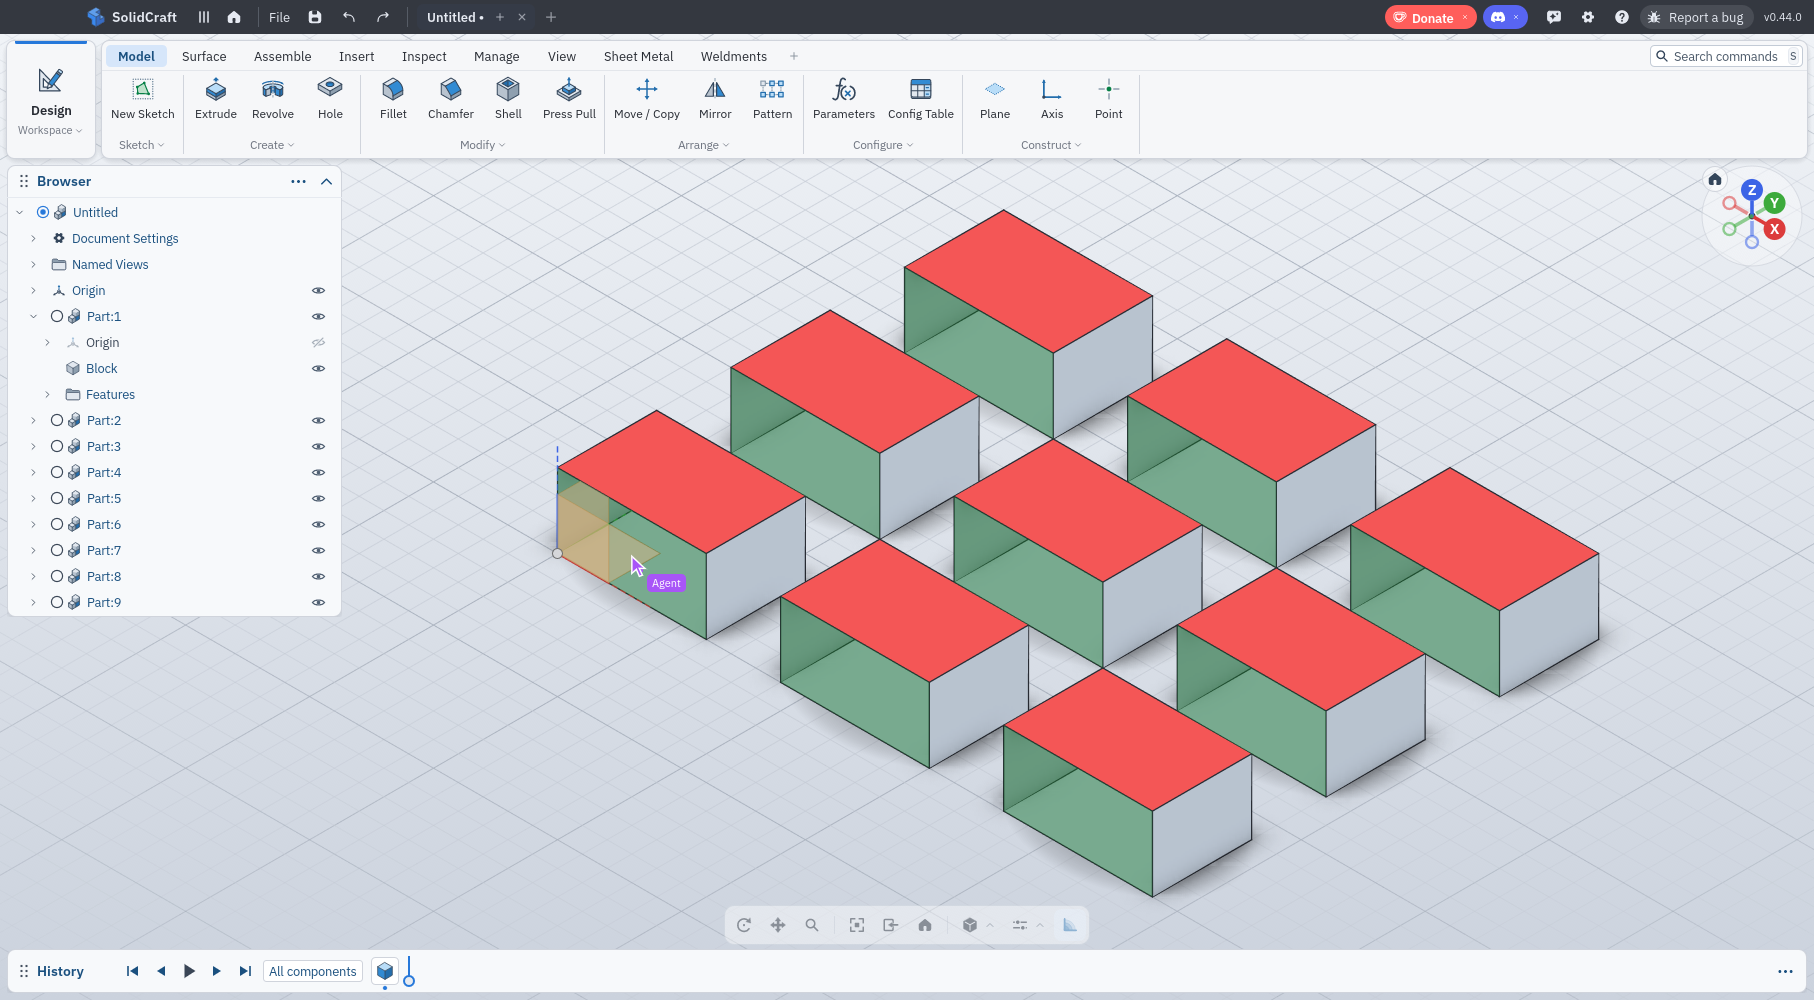 SolidCraft
File
Untitled •
Donate
Report a bug
v0.44.0
Design
Workspace
Model
Surface
Assemble
Insert
Inspect
Manage
View
Sheet Metal
Weldments
Search commands
S
New Sketch
Extrude
Revolve
Hole
Fillet
Chamfer
Shell
Press Pull
Move / Copy
Mirror
Pattern
Parameters
Config Table
Plane
Axis
Point
Sketch
Create
Modify
Arrange
Configure
Construct
Browser
Untitled
Document Settings
Named Views
Origin
Part:1
Origin
Block
Features
Part:2
Part:3
Part:4
Part:5
Part:6
Part:7
Part:8
Part:9
Z
Y
X
Agent
History
All components